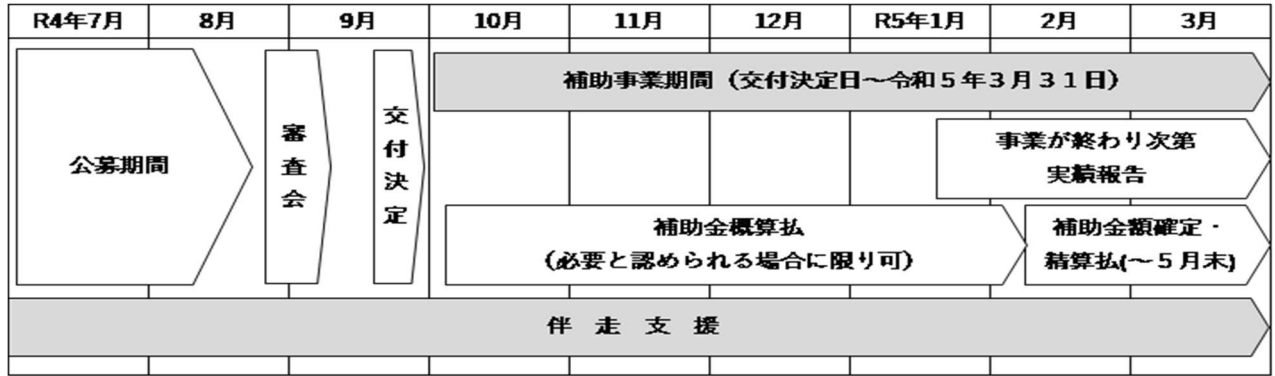 R4年7月 8月 9月 10月 11月 12月 R5年1月 2月 3月
公募期間
審査会
交付決定
補助事業期間（交付決定日～令和５年３月３１日）
事業が終わり次第
実績報告
補助金概算払
（必要と認められる場合に限り可）
補助金額確定・
精算払(～５月末)
伴走支援